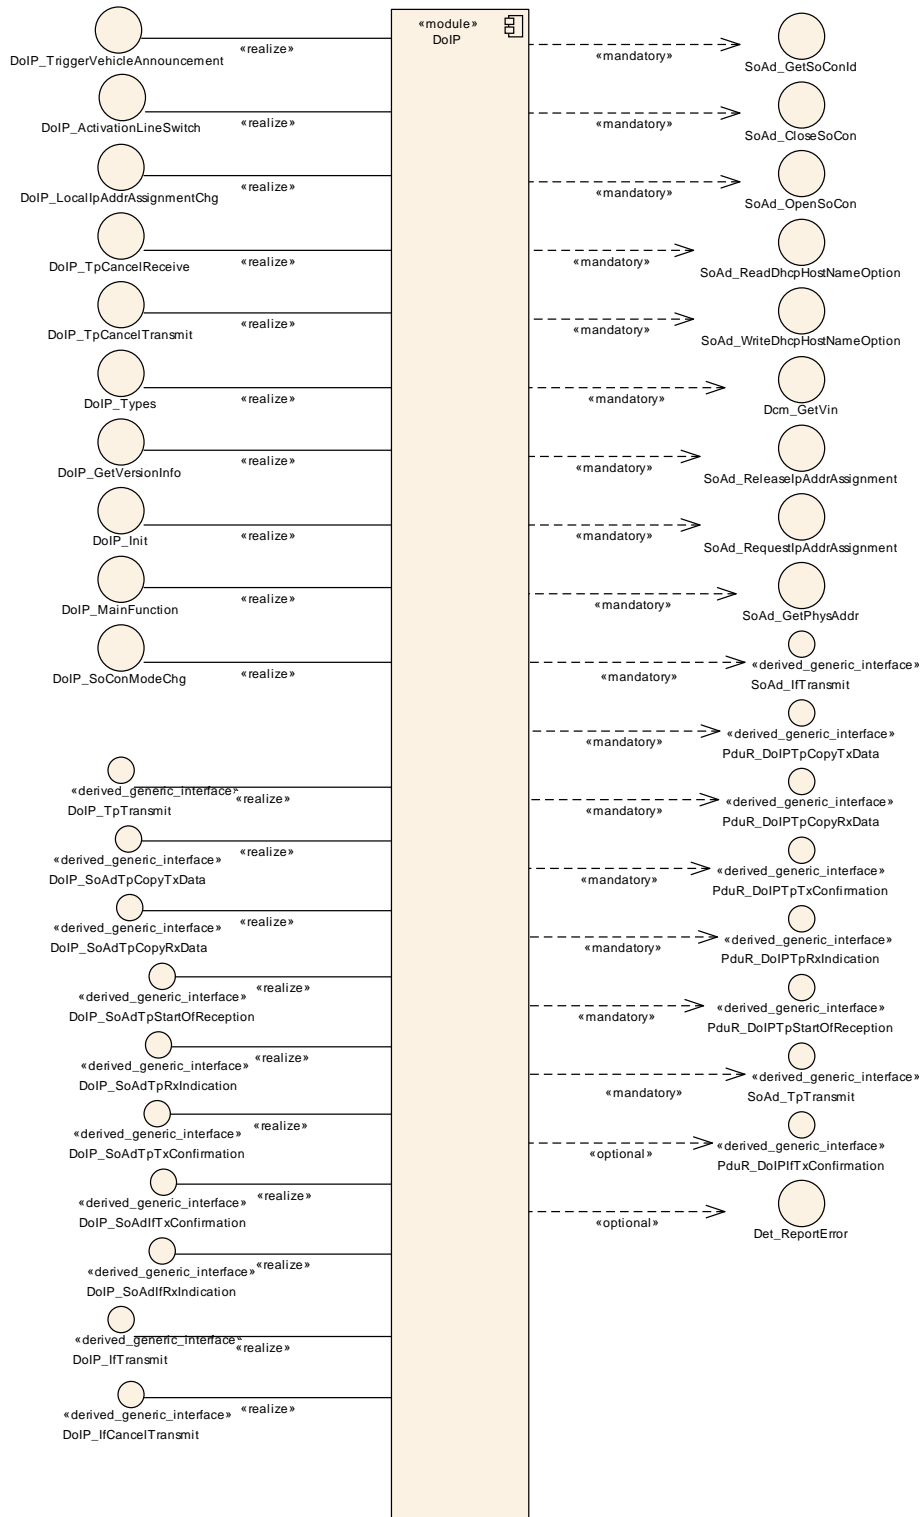 «module»
DoIP
DoIP_TriggerVehicleAnnouncement
«realize»
DoIP_ActivationLineSwitch
«realize»
DoIP_LocalIpAddrAssignmentChg
«realize»
DoIP_TpCancelReceive
«realize»
DoIP_TpCancelTransmit
«realize»
DoIP_Types
«realize»
DoIP_GetVersionInfo
«realize»
DoIP_Init
«realize»
DoIP_MainFunction
«realize»
DoIP_SoConModeChg
«realize»
«derived_generic_interface»
DoIP_TpTransmit
«realize»
«derived_generic_interface»
DoIP_SoAdTpCopyTxData
«realize»
«derived_generic_interface»
DoIP_SoAdTpCopyRxData
«realize»
«derived_generic_interface»
DoIP_SoAdTpStartOfReception
«realize»
«derived_generic_interface»
DoIP_SoAdTpRxIndication
«realize»
«derived_generic_interface»
DoIP_SoAdTpTxConfirmation
«realize»
«derived_generic_interface»
DoIP_SoAdIfTxConfirmation
«realize»
«derived_generic_interface»
DoIP_SoAdIfRxIndication
«realize»
«derived_generic_interface»
DoIP_IfTransmit
«realize»
«derived_generic_interface»
DoIP_IfCancelTransmit
«realize»
«mandatory»
SoAd_GetSoConId
«mandatory»
SoAd_CloseSoCon
«mandatory»
SoAd_OpenSoCon
«mandatory»
SoAd_ReadDhcpHostNameOption
«mandatory»
SoAd_WriteDhcpHostNameOption
«mandatory»
Dcm_GetVin
«mandatory»
SoAd_ReleaseIpAddrAssignment
«mandatory»
SoAd_RequestIpAddrAssignment
«mandatory»
SoAd_GetPhysAddr
«mandatory»
«derived_generic_interface»
SoAd_IfTransmit
«mandatory»
«derived_generic_interface»
PduR_DoIPTpCopyTxData
«mandatory»
«derived_generic_interface»
PduR_DoIPTpCopyRxData
«mandatory»
«derived_generic_interface»
PduR_DoIPTpTxConfirmation
«mandatory»
«derived_generic_interface»
PduR_DoIPTpRxIndication
«mandatory»
«derived_generic_interface»
PduR_DoIPTpStartOfReception
«mandatory»
«derived_generic_interface»
SoAd_TpTransmit
«mandatory»
«derived_generic_interface»
PduR_DoIPIfTxConfirmation
«optional»
Det_ReportError
«optional»